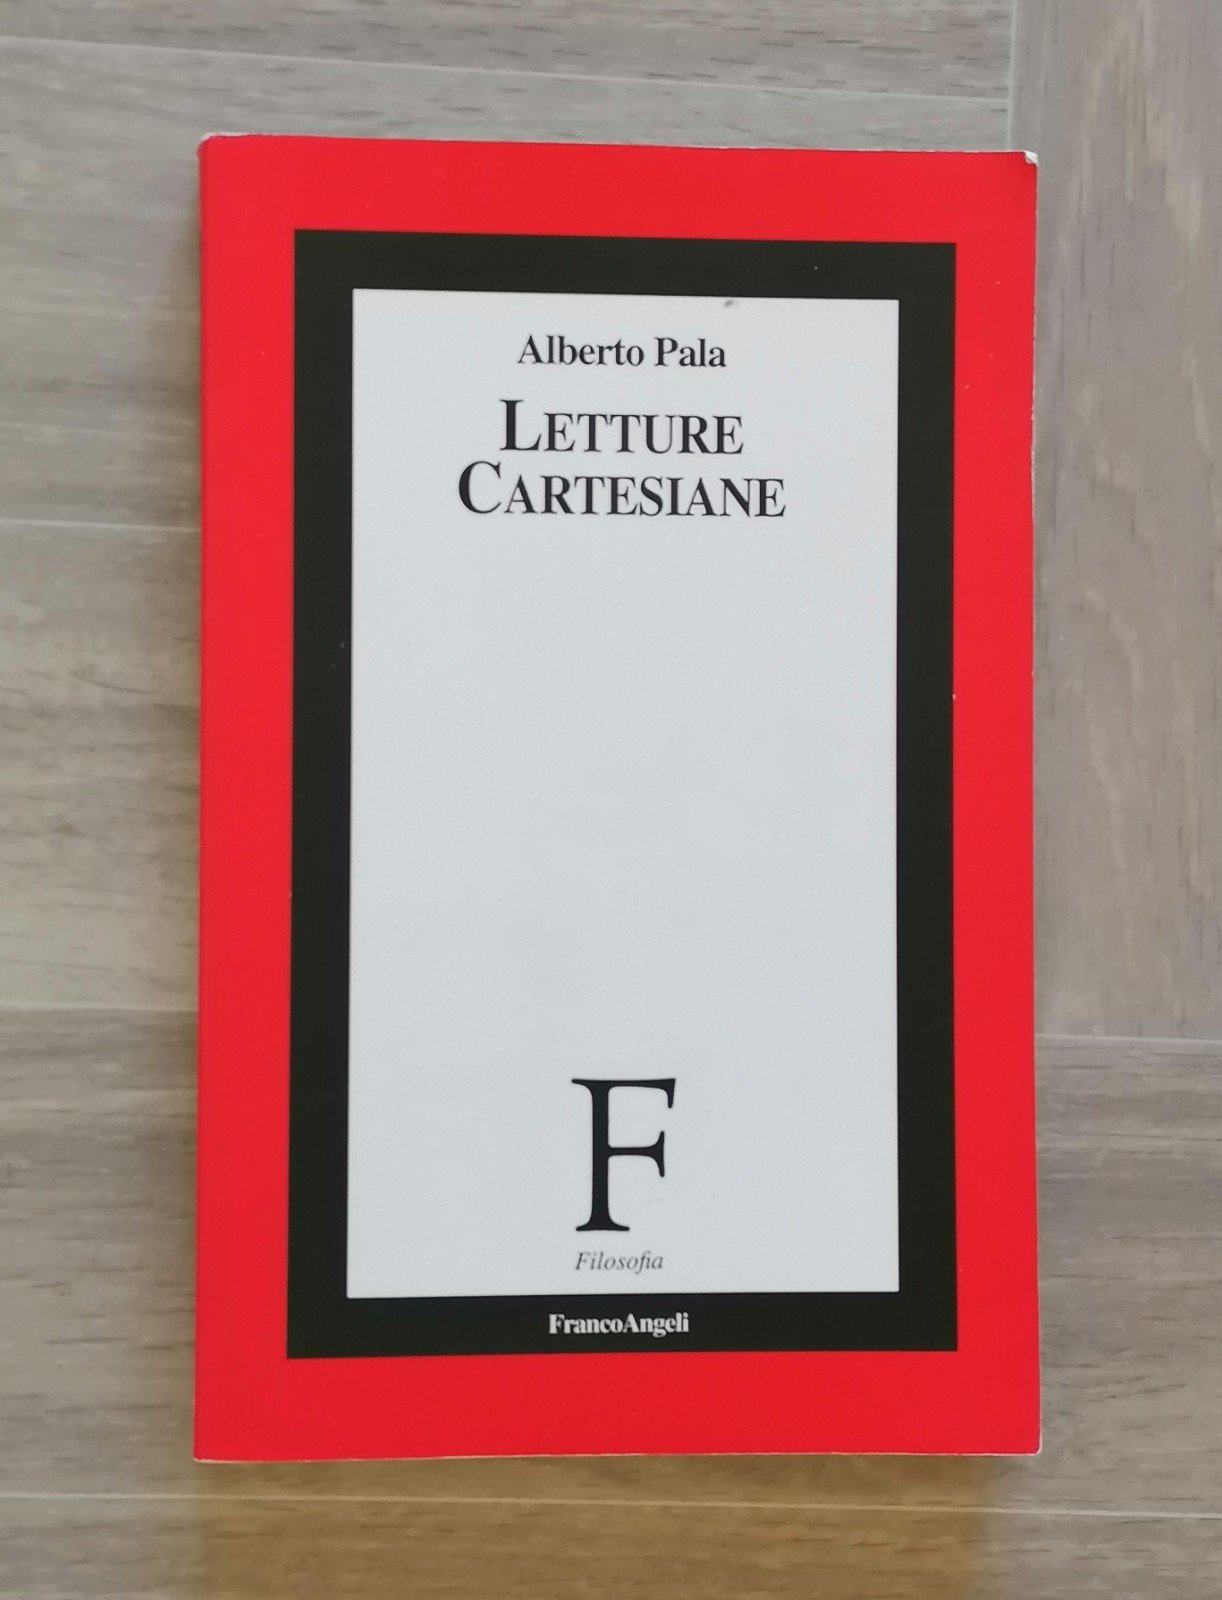 Alberto Pala
LETTURE
CARTESIANE
F
Filosofia
FrancoAngeli